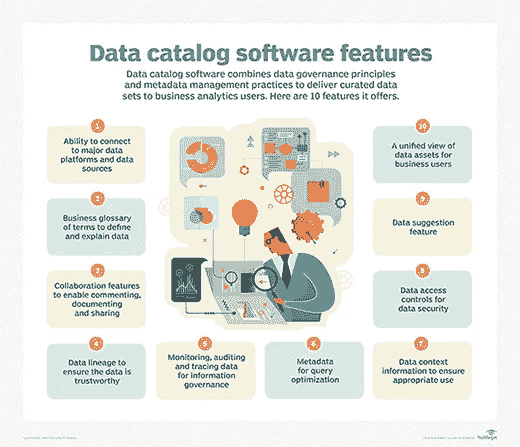 Data catalog software features
Data catalog software combines data governance principles
and metadata management practices to deliver curated data
sets to business analytics users. Here are 10 features it offers.
1
Ability to connect
to major data
platforms and data
sources
2
Business glossary
of terms to define
and explain data
3
Collaboration features
to enable commenting,
documenting
and sharing
4
Data lineage to
ensure the data is
trustworthy
5
Monitoring, auditing
and tracing data
for information
governance
6
Metadata
for query
optimization
7
Data context
information to ensure
appropriate use
8
Data access
controls for
data security
9
Data suggestion
feature
10
A unified view of
data assets for
business users
TechTarget